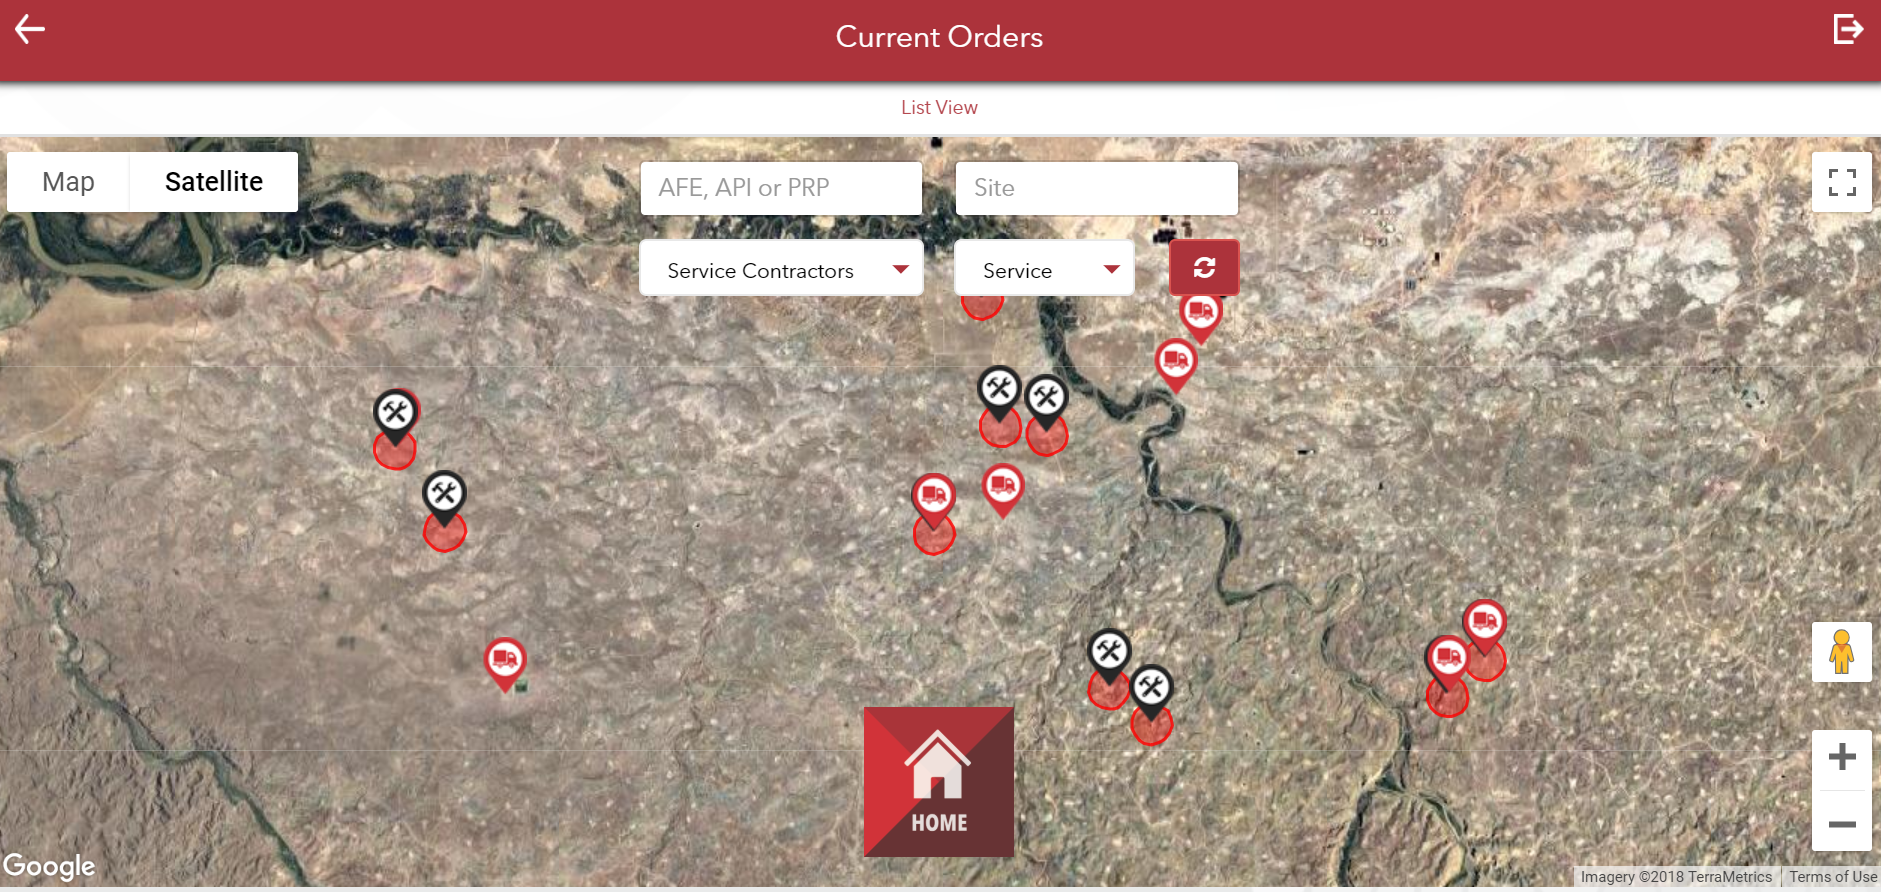 Current Orders
List View
Map
Satellite
AFE, API or PRP
Site
Service Contractors
Service
HOME
Google
Imagery ©2018 TerraMetrics
Terms of Use